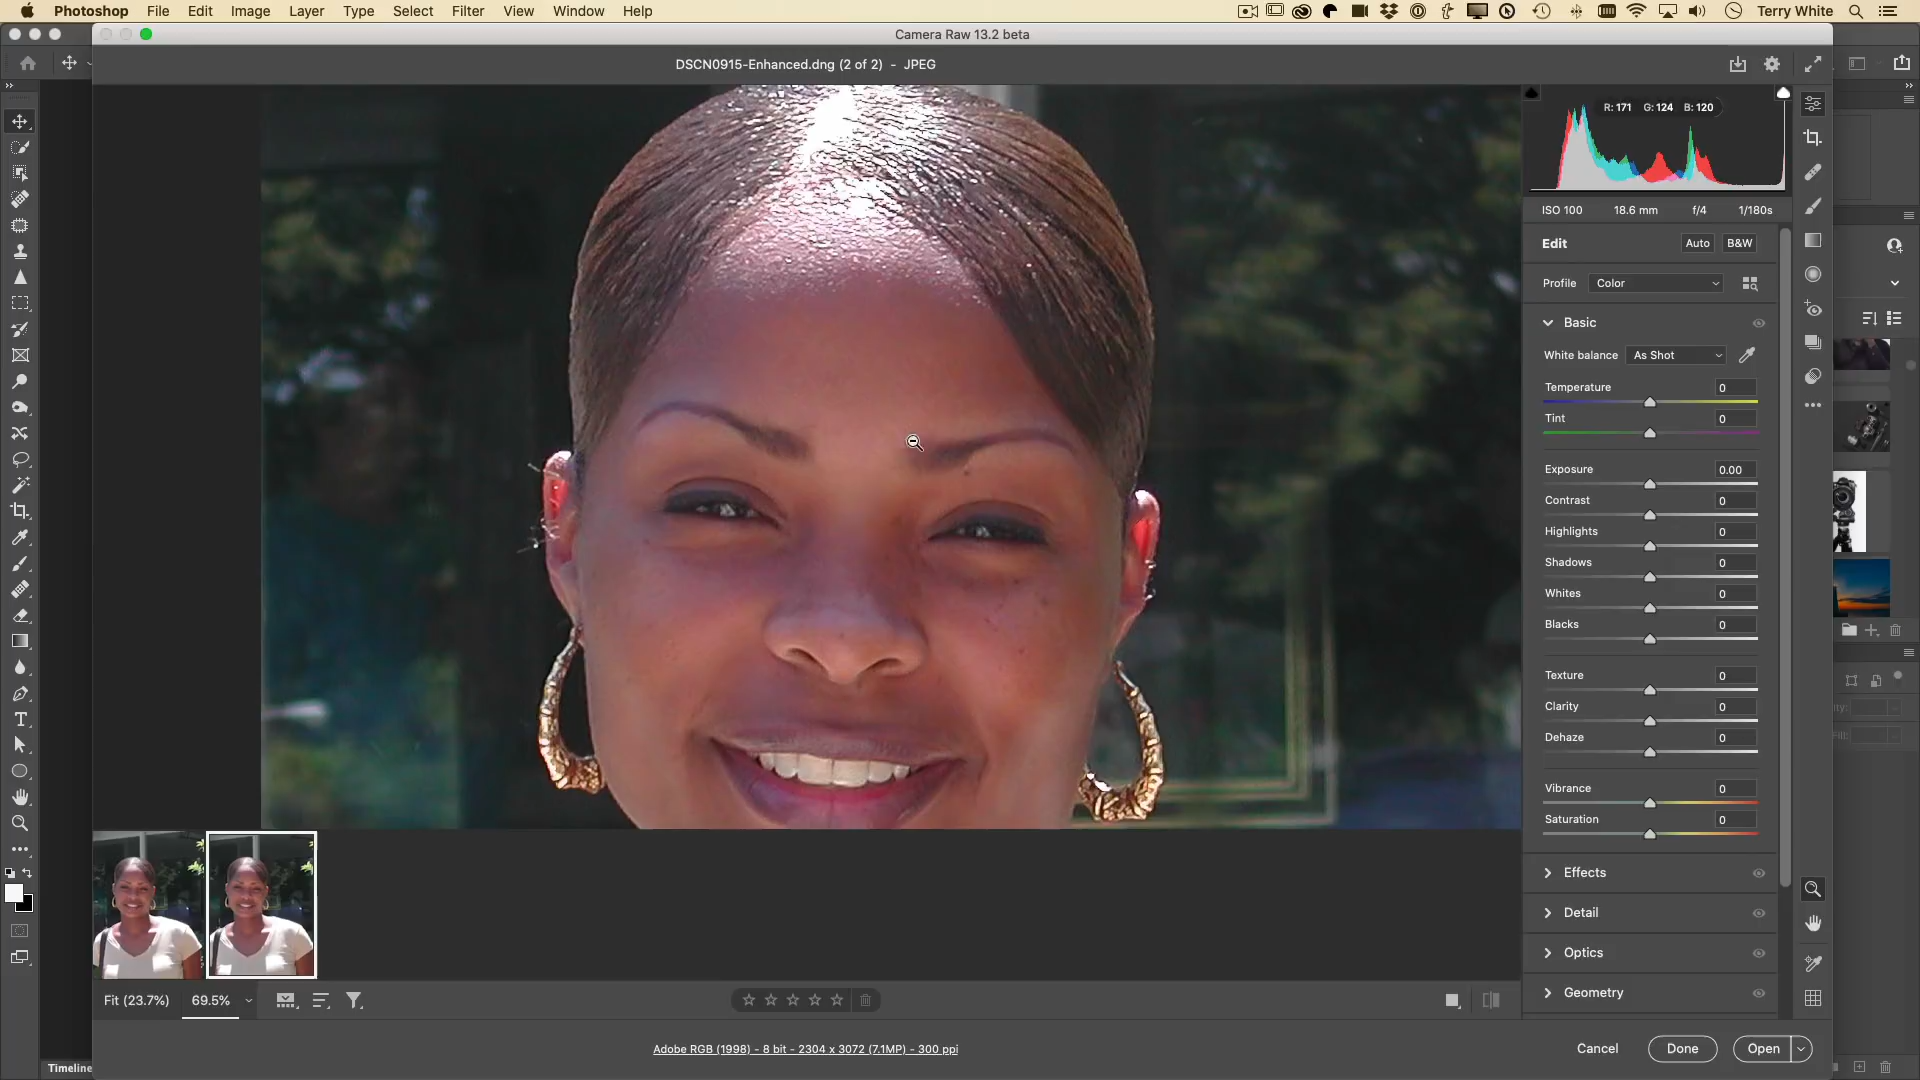 Photoshop File Edit Image Layer Type Select Filter View Window Help Terry White
Camera Raw 13.2 beta
DSCN0915-Enhanced.dng (2 of 2) - JPEG
R: 171 G: 124 B: 120
ISO 100 18.6 mm f/4 1/180s
Edit Auto B&W
Profile Color
Basic
White balance As Shot
Temperature 0
Tint 0
Exposure 0.00
Contrast 0
Highlights 0
Shadows 0
Whites 0
Blacks 0
Texture 0
Clarity 0
Dehaze 0
Vibrance 0
Saturation 0
Effects
Detail
Optics
Geometry
Fit (23.7%) 69.5%
Adobe RGB (1998) - 8 bit - 2304 x 3072 (7.1MP) - 300 ppi
Cancel Done Open
Timeline